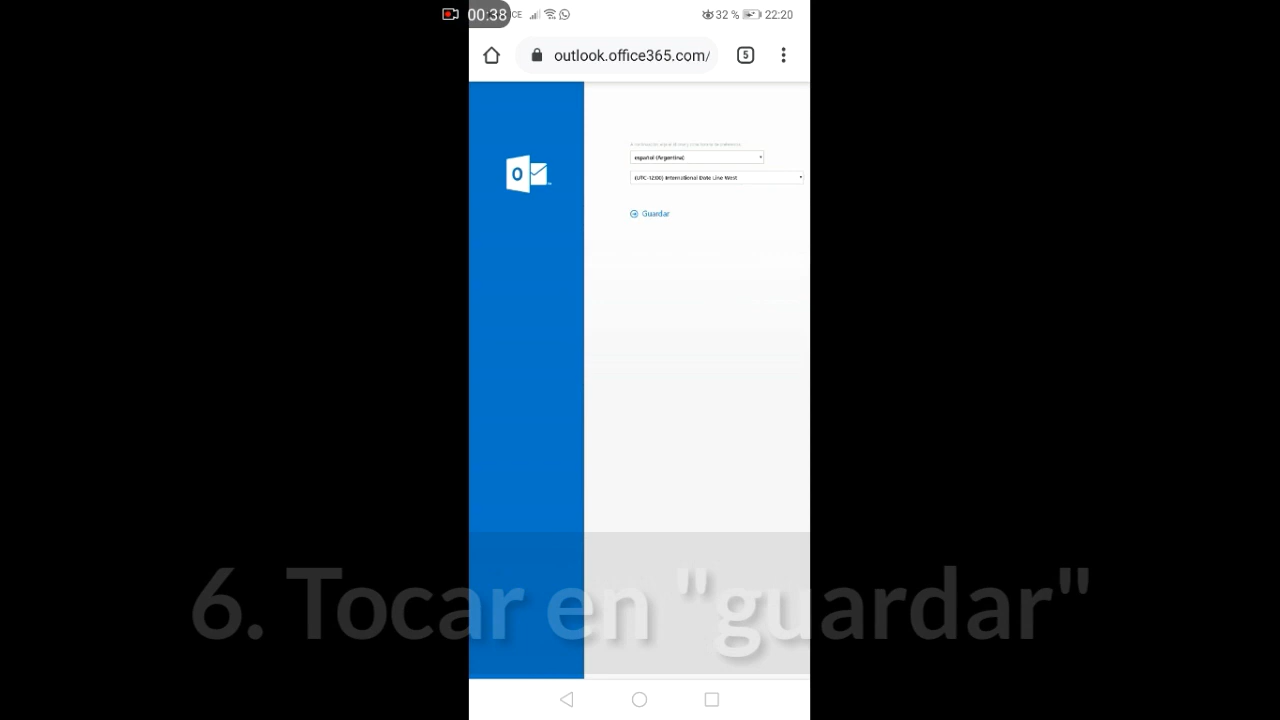 00:38 CE 32 % 22:20
outlook.office365.com/ 5
español (Argentina)
(UTC-12:00) International Date Line West
Guardar
6. Tocar en "guardar"